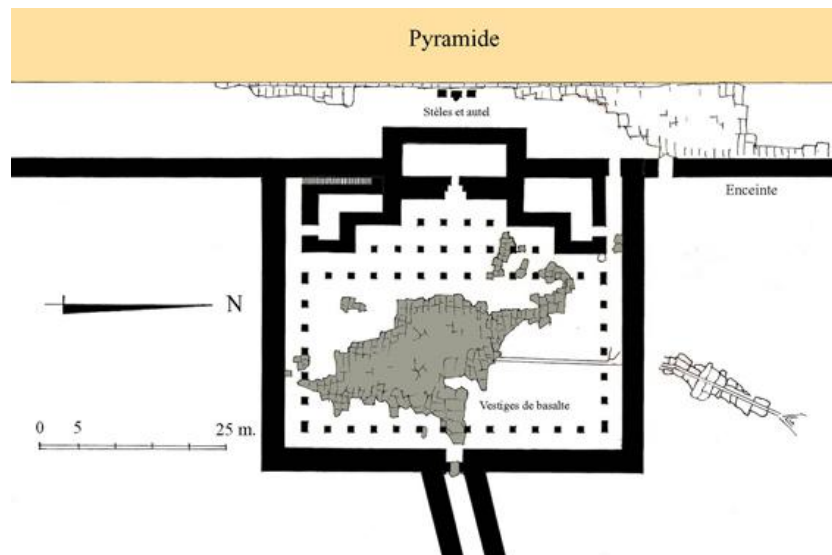 Pyramide
Stèles et autel
Enceinte
N
Vestiges de basalte
0 5 25 m.